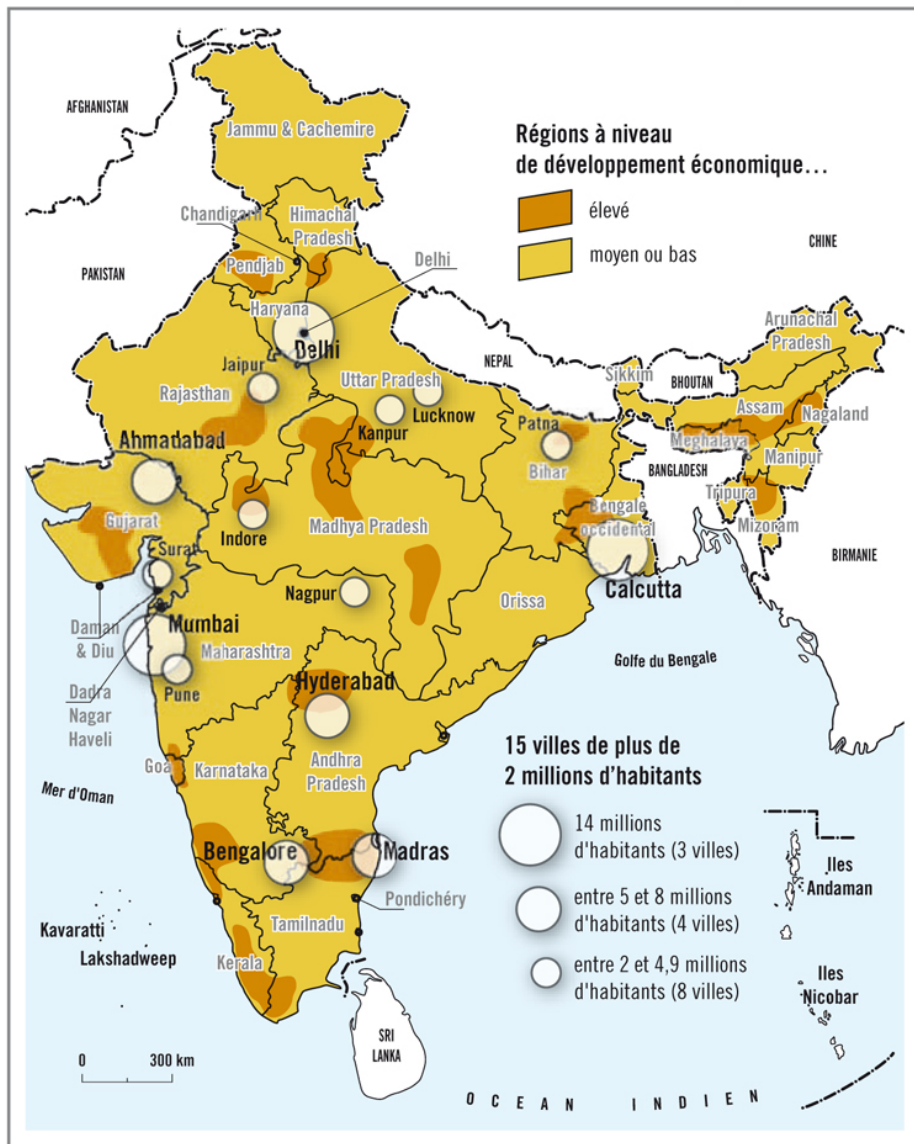 AFGHANISTAN
Jammu & Cachemire
Régions à niveau
de développement économique…
élevé
moyen ou bas
Chandigarh
Himachal
Pradesh
CHINE
PAKISTAN
Pendjab
Delhi
Haryana
Delhi
Arunachal
Pradesh
NEPAL
Sikkim
BHOUTAN
Jaipur
Rajasthan
Uttar Pradesh
Lucknow
Kanpur
Assam
Nagaland
Patna
Bihar
Meghalaya
Manipur
BANGLADESH
Ahmadabad
Tripura
Mizoram
Gujarat
Indore
Madhya Pradesh
Bengale
occidental
BIRMANIE
Surat
Nagpur
Orissa
Calcutta
Daman
& Diu
Mumbai
Maharashtra
Pune
Golfe du Bengale
Dadra
Nagar
Haveli
Hyderabad
Goa
Karnataka
Andhra
Pradesh
Mer d'Oman
15 villes de plus de
2 millions d'habitants
14 millions
d'habitants (3 villes)
Bengalore
Madras
Iles
Andaman
Pondichéry
entre 5 et 8 millions
d'habitants (4 villes)
Kavaratti
Lakshadweep
Tamilnadu
Kerala
entre 2 et 4,9 millions
d'habitants (8 villes)
Iles
Nicobar
SRI
LANKA
0 300 km
OCEAN INDIEN